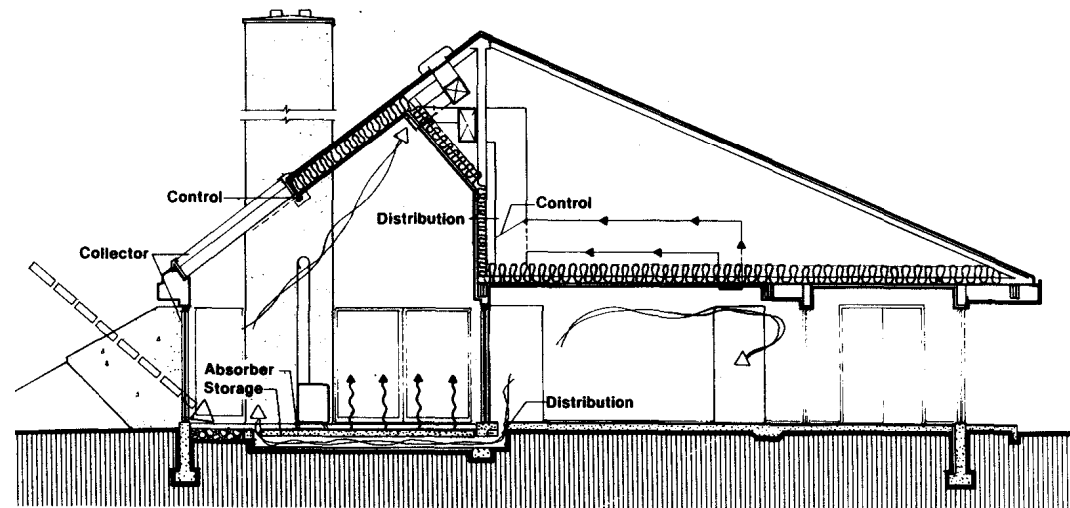 Control
Distribution
Control
Collector
Absorber
Storage
Distribution